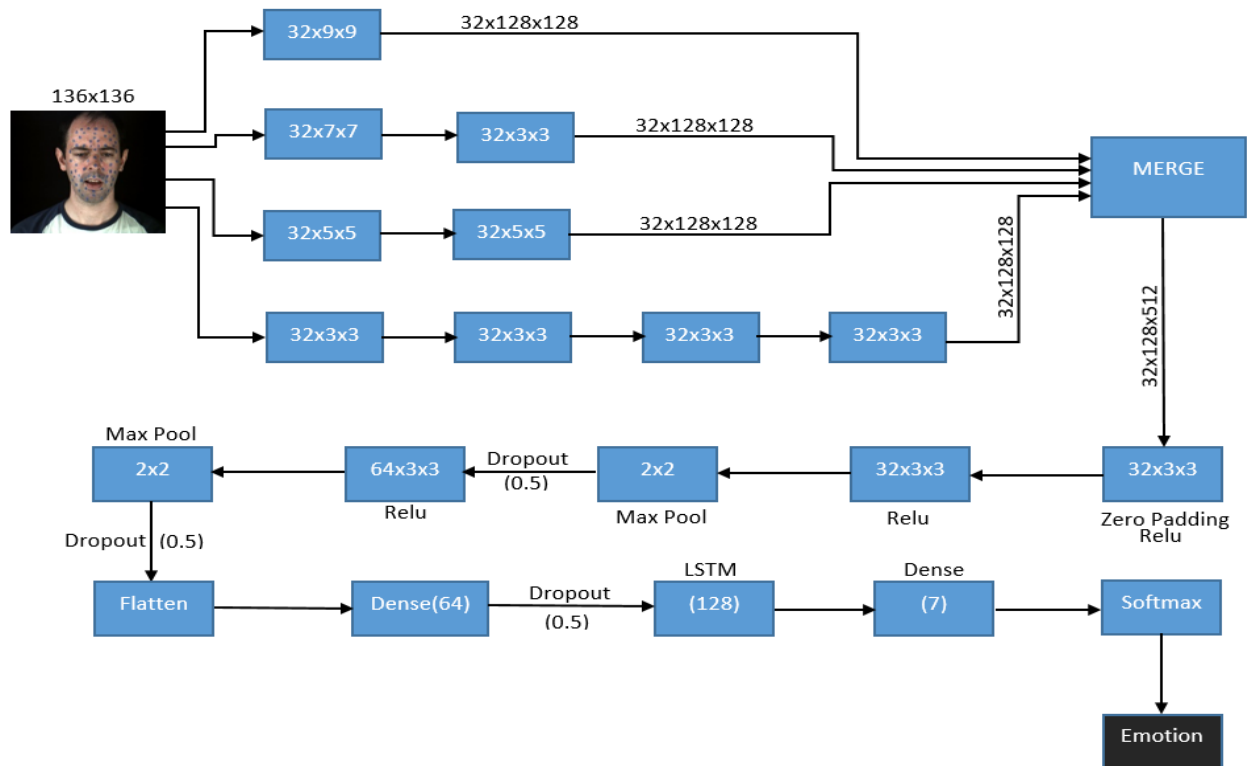 136x136
32x9x9
32x128x128
32x7x7
32x3x3
32x128x128
32x5x5
32x5x5
32x128x128
32x3x3
32x3x3
32x3x3
32x3x3
32x128x128
MERGE
32x128x512
32x3x3
Zero Padding
Relu
32x3x3
Relu
2x2
Max Pool
Dropout
(0.5)
64x3x3
Relu
Max Pool
2x2
Dropout (0.5)
Flatten
Dense(64)
Dropout
(0.5)
LSTM
(128)
Dense
(7)
Softmax
Emotion